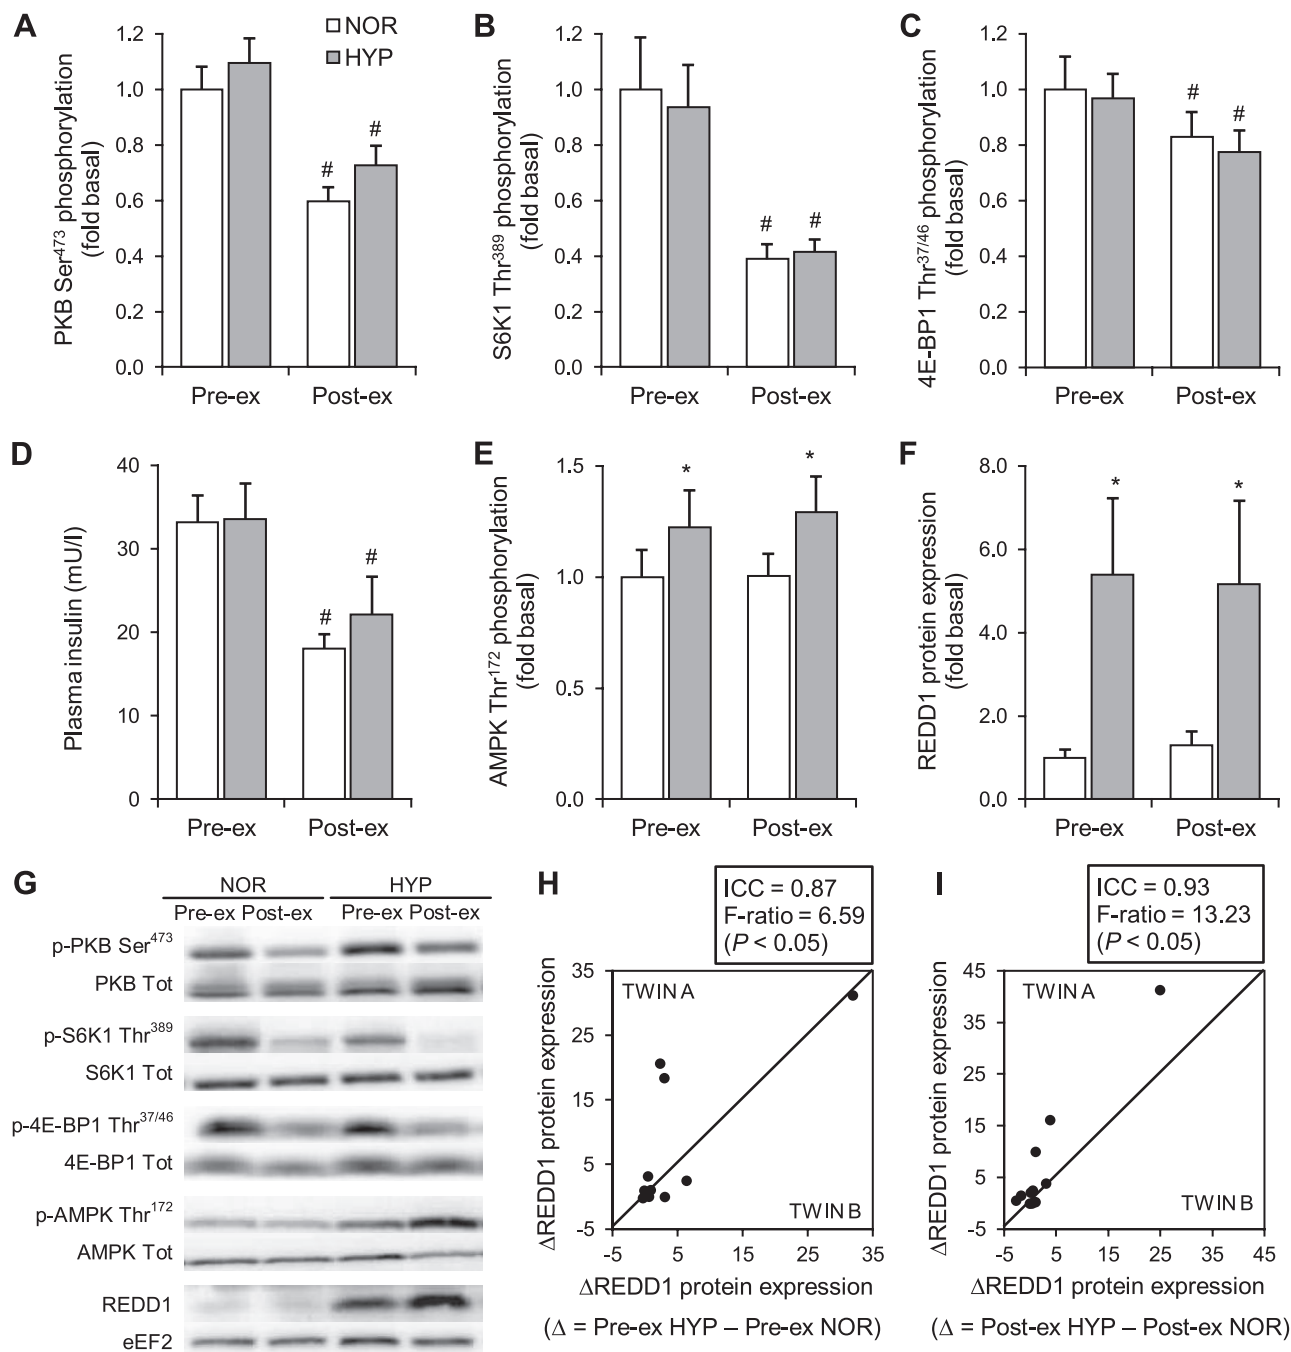 A
PKB Ser473 phosphorylation
(fold basal)
1.2
1.0
0.8
0.6
0.4
0.2
0.0
NOR
HYP
#
#
Pre-ex
Post-ex
B
S6K1 Thr389 phosphorylation
(fold basal)
1.2
1.0
0.8
0.6
0.4
0.2
0.0
#
#
Pre-ex
Post-ex
C
4E-BP1 Thr37/46 phosphorylation
(fold basal)
1.2
1.0
0.8
0.6
0.4
0.2
0.0
#
#
Pre-ex
Post-ex
D
Plasma insulin (mU/l)
40
30
20
10
0
#
#
Pre-ex
Post-ex
E
AMPK Thr172 phosphorylation
(fold basal)
1.5
1.0
0.5
0.0
*
*
Pre-ex
Post-ex
F
REDD1 protein expression
(fold basal)
8.0
6.0
4.0
2.0
0.0
*
*
Pre-ex
Post-ex
G
NOR
HYP
Pre-ex Post-ex
Pre-ex Post-ex
p-PKB Ser473
PKB Tot
p-S6K1 Thr389
S6K1 Tot
p-4E-BP1 Thr37/46
4E-BP1 Tot
p-AMPK Thr172
AMPK Tot
REDD1
eEF2
H
ICC = 0.87
F-ratio = 6.59
(P < 0.05)
ΔREDD1 protein expression
35
25
15
5
-5
TWIN A
TWIN B
-5 5 15 25 35
ΔREDD1 protein expression
(Δ = Pre-ex HYP – Pre-ex NOR)
I
ICC = 0.93
F-ratio = 13.23
(P < 0.05)
ΔREDD1 protein expression
45
35
25
15
5
-5
TWIN A
TWIN B
-5 5 15 25 35 45
ΔREDD1 protein expression
(Δ = Post-ex HYP – Post-ex NOR)